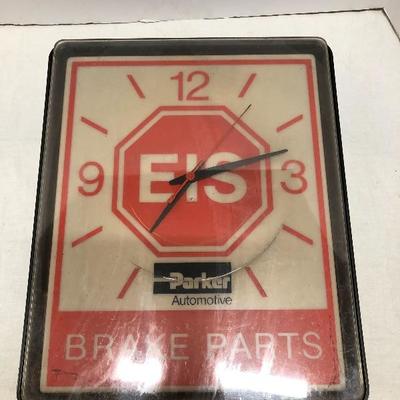 12
9 EIS 3
Parker
Automotive
BRAKE PARTS